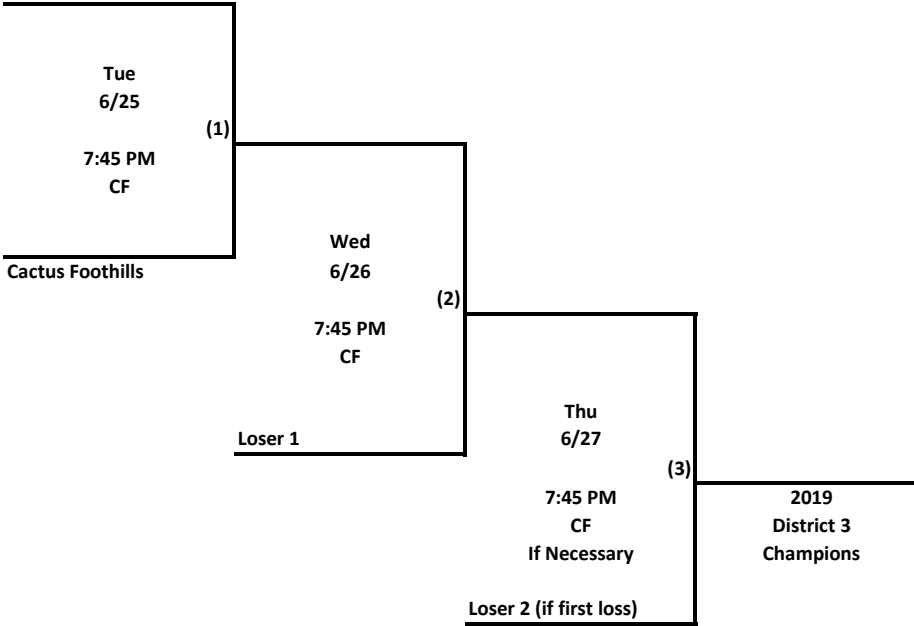 Tue
6/25
(1)
7:45 PM
CF
Cactus Foothills
Wed
6/26
(2)
7:45 PM
CF
Loser 1
Thu
6/27
(3)
7:45 PM
CF
If Necessary
2019
District 3
Champions
Loser 2 (if first loss)